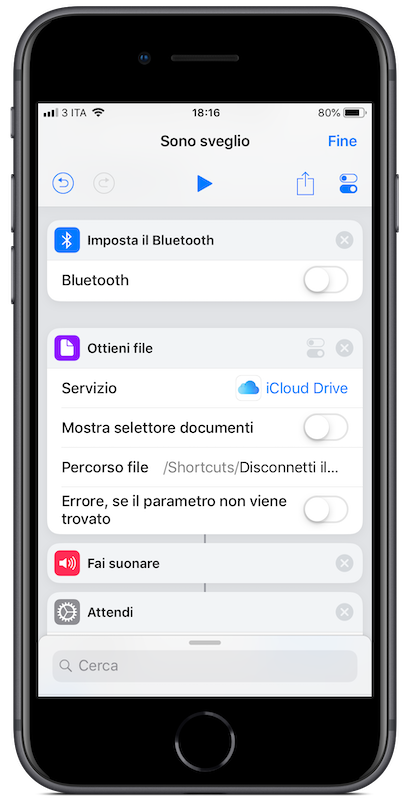 3 ITA 18:16 80%
Sono sveglio Fine
Imposta il Bluetooth
Bluetooth
Ottieni file
Servizio iCloud Drive
Mostra selettore documenti
Percorso file /Shortcuts/Disconnetti il...
Errore, se il parametro non viene
trovato
Fai suonare
Attendi
Cerca